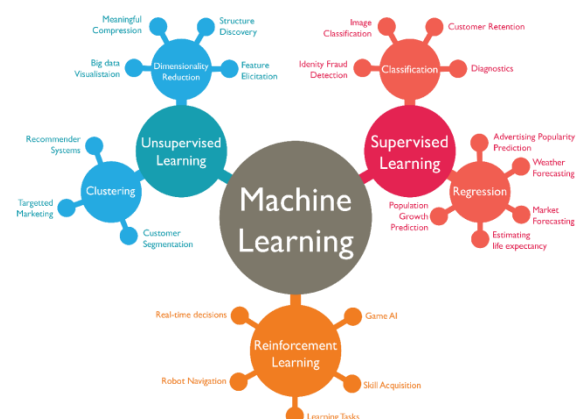 Meaningful
Compression
Structure
Discovery
Big data
Visualistaion
Dimensionality
Reduction
Feature
Elicitation
Image
Classification
Customer Retention
Idenity Fraud
Detection
Classification
Diagnostics
Unsupervised
Learning
Supervised
Learning
Recommender
Systems
Clustering
Targetted
Marketing
Customer
Segmentation
Machine
Learning
Advertising Popularity
Prediction
Weather
Forecasting
Regression
Population
Growth
Prediction
Market
Forecasting
Estimating
life expectancy
Real-time decisions
Game AI
Reinforcement
Learning
Robot Navigation
Skill Acquisition
Learning Tasks